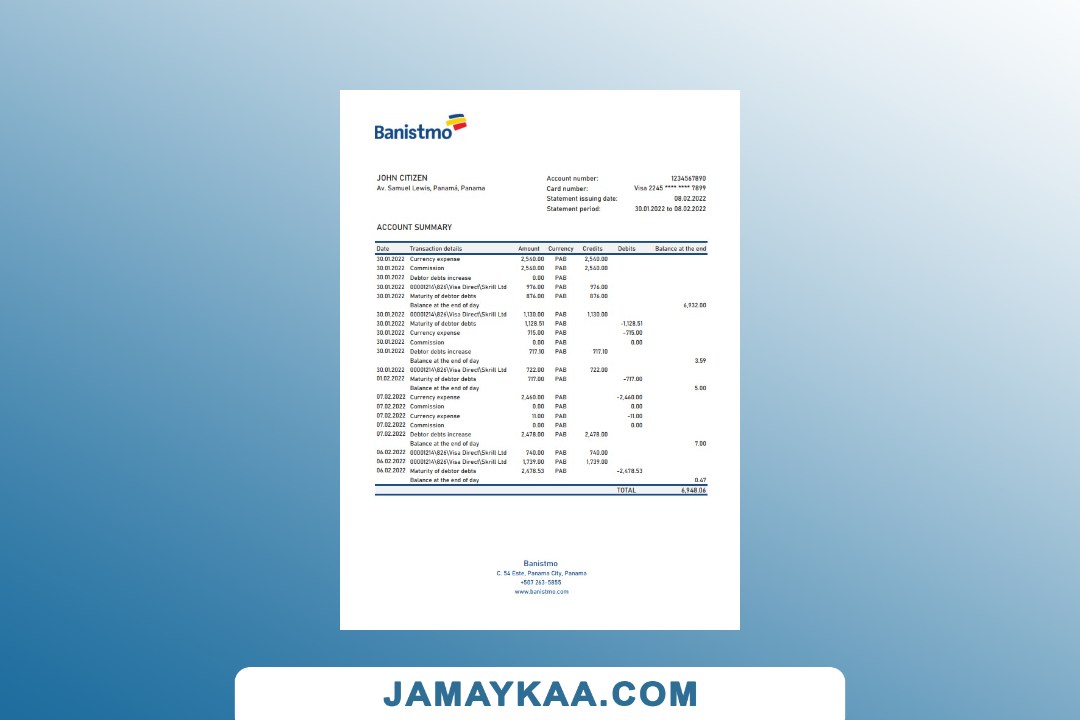 Banistmo
JOHN CITIZEN
Av. Samuel Lewis, Panamá, Panama
Account number: 1234567890
Card number: Visa 2245 **** **** 7899
Statement issuing date: 08.02.2022
Statement period: 30.01.2022 to 08.02.2022
ACCOUNT SUMMARY
Date Transaction details Amount Currency Credits Debits Balance at the end
30.01.2022 Currency expense 2,540.00 PAB 2,540.00
30.01.2022 Commission 2,540.00 PAB 2,540.00
30.01.2022 Debtor debts increase 0.00 PAB
30.01.2022 00001214\826\Visa Direct\Skrill Ltd 976.00 PAB 976.00
30.01.2022 Maturity of debtor debts 876.00 PAB 876.00
Balance at the end of day 6,932.00
30.01.2022 00001214\826\Visa Direct\Skrill Ltd 1,130.00 PAB 1,130.00
30.01.2022 Maturity of debtor debts 1,128.51 PAB -1,128.51
30.01.2022 Currency expense 715.00 PAB -715.00
30.01.2022 Commission 0.00 PAB 0.00
30.01.2022 Debtor debts increase 717.10 PAB 717.10
Balance at the end of day 3.59
30.01.2022 00001214\826\Visa Direct\Skrill Ltd 722.00 PAB 722.00
01.02.2022 Maturity of debtor debts 717.00 PAB -717.00
Balance at the end of day 5.00
07.02.2022 Currency expense 2,460.00 PAB -2,460.00
07.02.2022 Commission 0.00 PAB 0.00
07.02.2022 Currency expense 11.00 PAB -11.00
07.02.2022 Commission 0.00 PAB 0.00
07.02.2022 Debtor debts increase 2,478.00 PAB 2,478.00
Balance at the end of day 7.00
06.02.2022 00001214\826\Visa Direct\Skrill Ltd 740.00 PAB 740.00
06.02.2022 00001214\826\Visa Direct\Skrill Ltd 1,739.00 PAB 1,739.00
06.02.2022 Maturity of debtor debts 2,478.53 PAB -2,478.53
Balance at the end of day 0.47
TOTAL 6,948.06
Banistmo
C. 54 Este, Panama City, Panama
+507 263-5855
www.banistmo.com
JAMAYKAA.COM